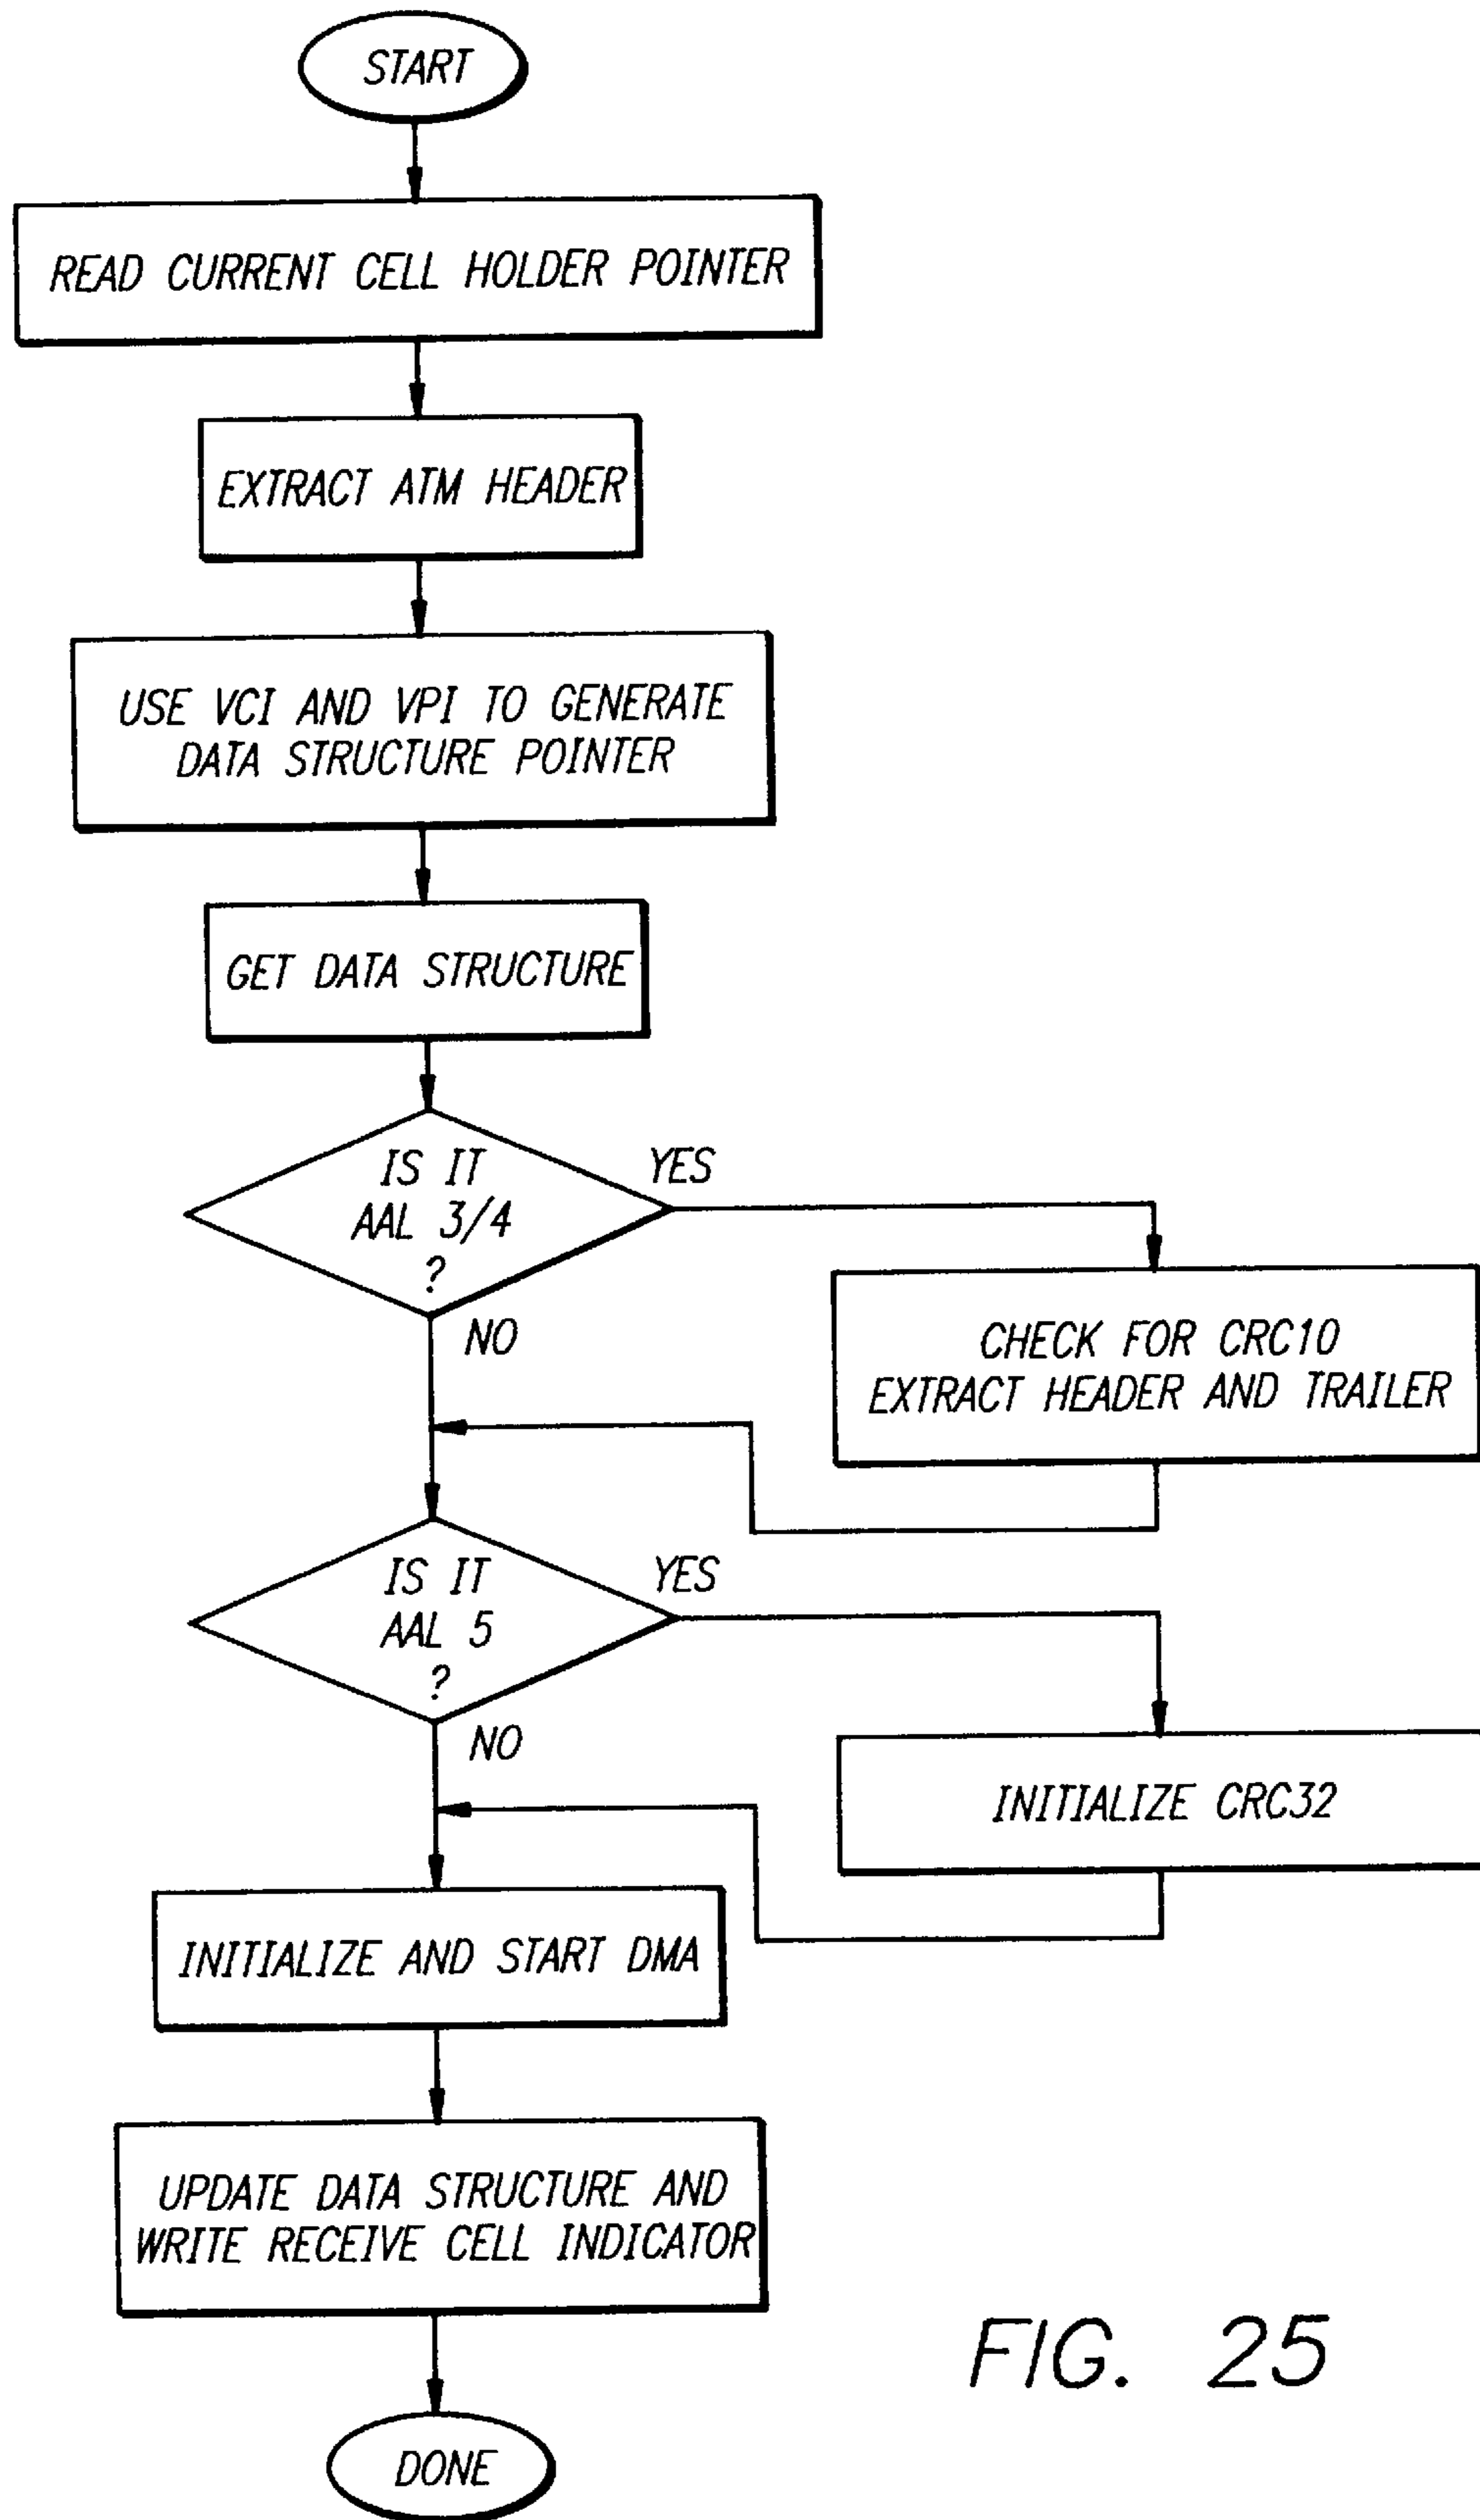 START
READ CURRENT CELL HOLDER POINTER
EXTRACT ATM HEADER
USE VCI AND VPI TO GENERATE
DATA STRUCTURE POINTER
GET DATA STRUCTURE
IS IT
AAL 3/4
?
YES
NO
CHECK FOR CRC10
EXTRACT HEADER AND TRAILER
IS IT
AAL 5
?
YES
NO
INITIALIZE CRC32
INITIALIZE AND START DMA
UPDATE DATA STRUCTURE AND
WRITE RECEIVE CELL INDICATOR
DONE
FIG. 25